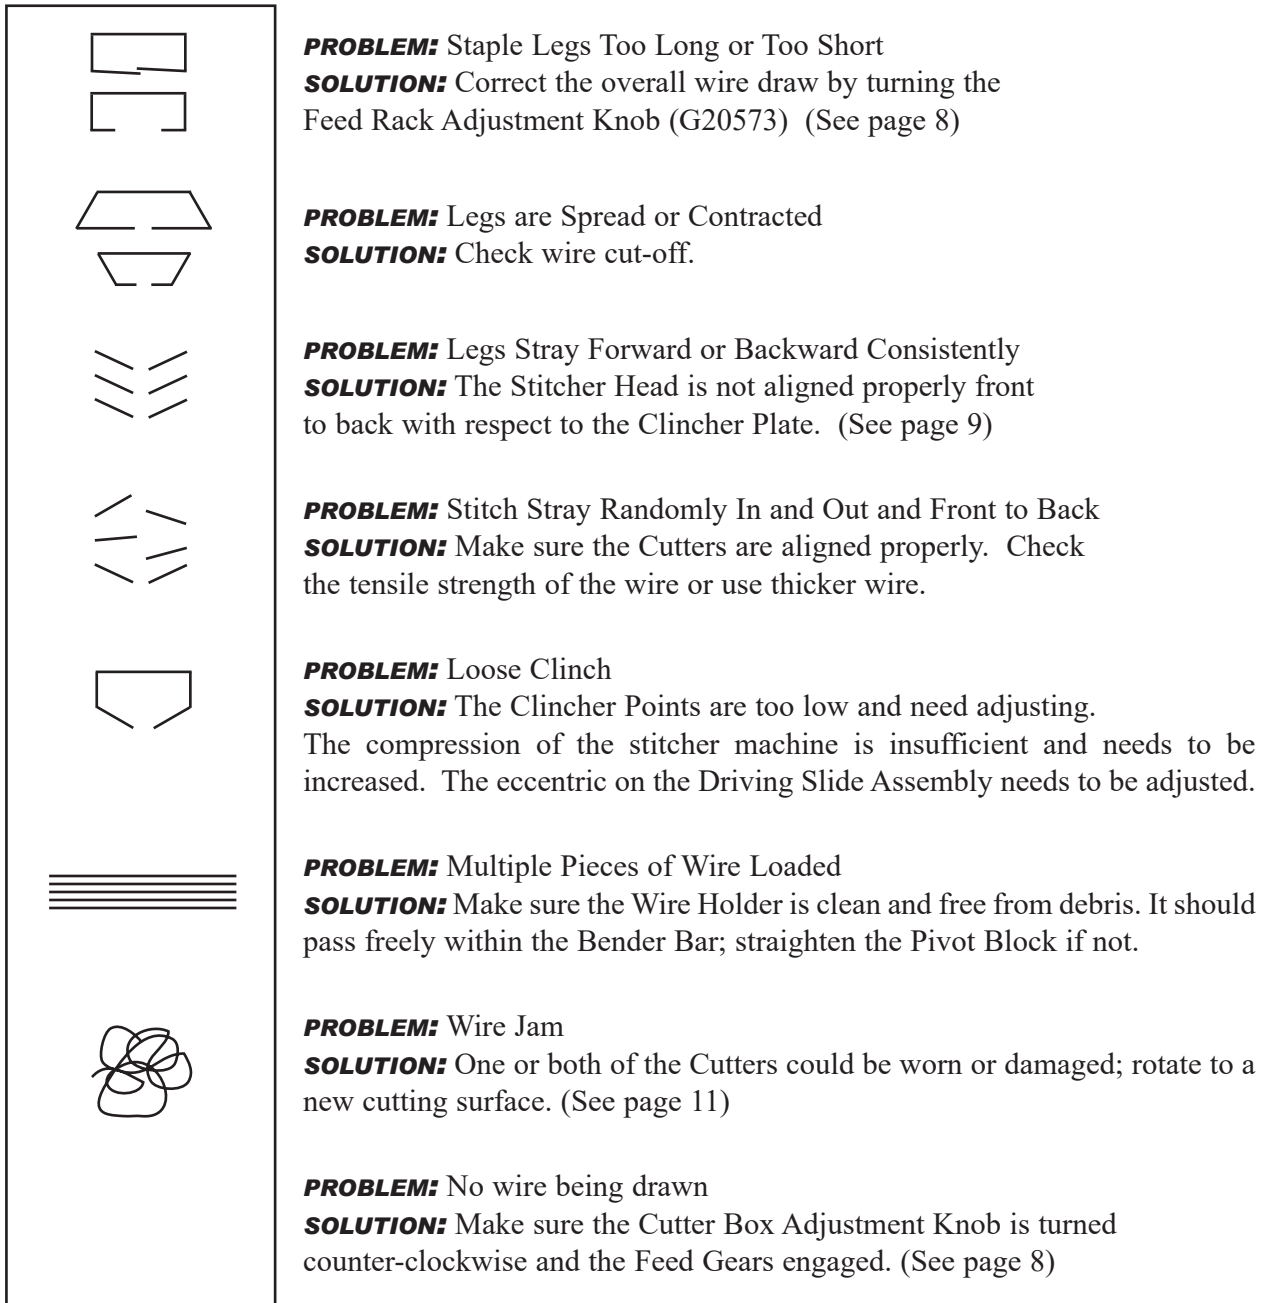 PROBLEM: Staple Legs Too Long or Too Short
SOLUTION: Correct the overall wire draw by turning the
Feed Rack Adjustment Knob (G20573) (See page 8)
PROBLEM: Legs are Spread or Contracted
SOLUTION: Check wire cut-off.
PROBLEM: Legs Stray Forward or Backward Consistently
SOLUTION: The Stitcher Head is not aligned properly front
to back with respect to the Clincher Plate. (See page 9)
PROBLEM: Stitch Stray Randomly In and Out and Front to Back
SOLUTION: Make sure the Cutters are aligned properly. Check
the tensile strength of the wire or use thicker wire.
PROBLEM: Loose Clinch
SOLUTION: The Clincher Points are too low and need adjusting.
The compression of the stitcher machine is insufficient and needs to be
increased. The eccentric on the Driving Slide Assembly needs to be adjusted.
PROBLEM: Multiple Pieces of Wire Loaded
SOLUTION: Make sure the Wire Holder is clean and free from debris. It should
pass freely within the Bender Bar; straighten the Pivot Block if not.
PROBLEM: Wire Jam
SOLUTION: One or both of the Cutters could be worn or damaged; rotate to a
new cutting surface. (See page 11)
PROBLEM: No wire being drawn
SOLUTION: Make sure the Cutter Box Adjustment Knob is turned
counter-clockwise and the Feed Gears engaged. (See page 8)